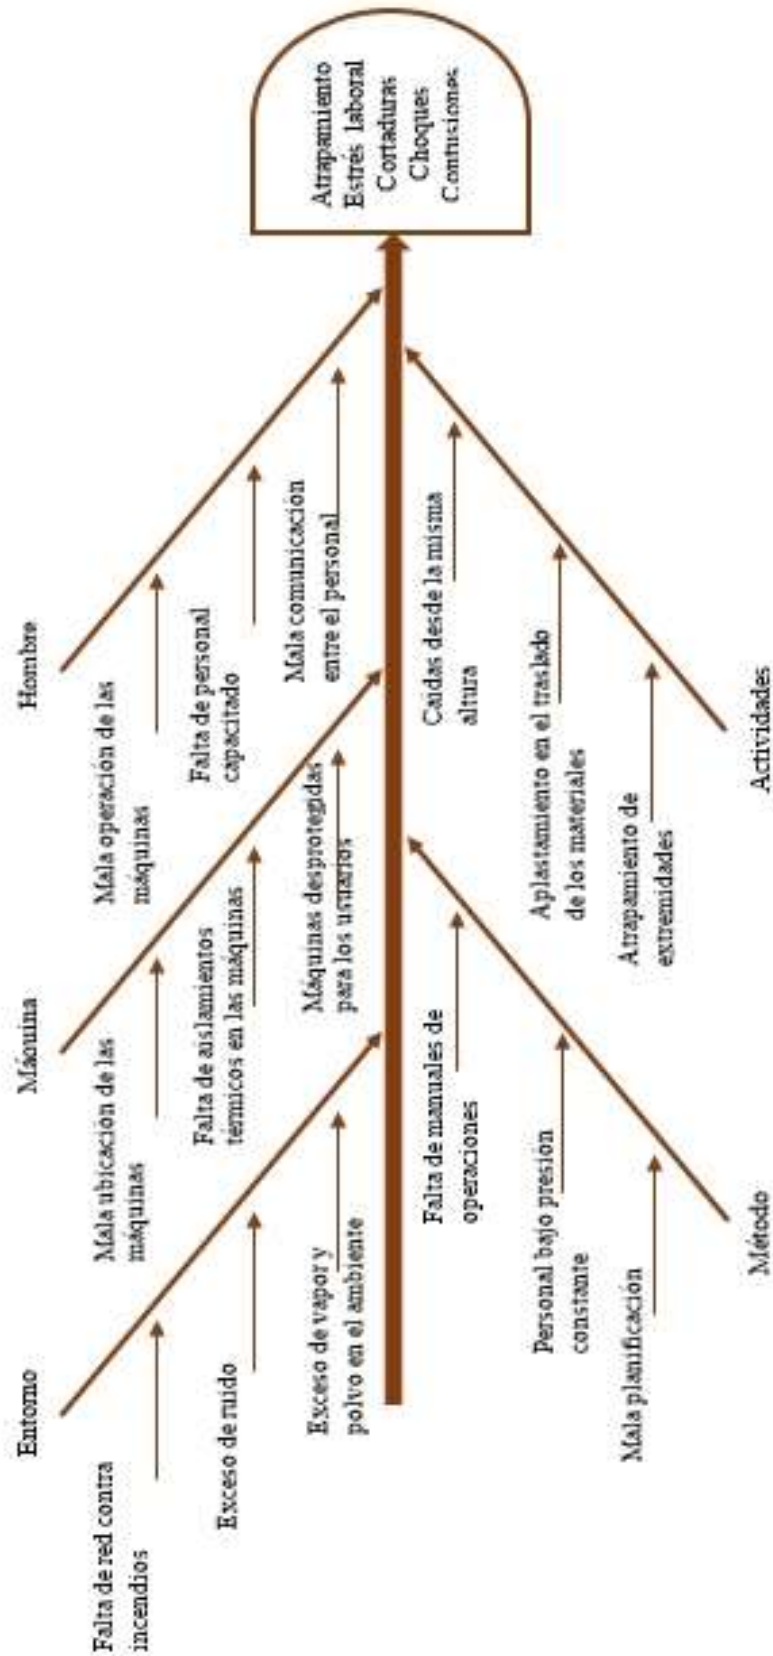 Entorno
Falta de red contra
incendios
Exceso de ruido
Exceso de vapor y
polvo en el ambiente
Máquina
Mala ubicación de las
máquinas
Falta de aislamientos
térmicos en las máquinas
Máquinas desprotegidas
para los usuarios
Hombre
Mala operación de las
máquinas
Falta de personal
capacitado
Mala comunicación
entre el personal
Método
Falta de manuales de
operaciones
Personal bajo presión
constante
Mala planificación
Actividades
Caídas desde la misma
altura
Aplastamiento en el traslado
de los materiales
Atrapamiento de
extremidades
Atrapamiento
Estrés laboral
Cortaduras
Choques
Contusiones